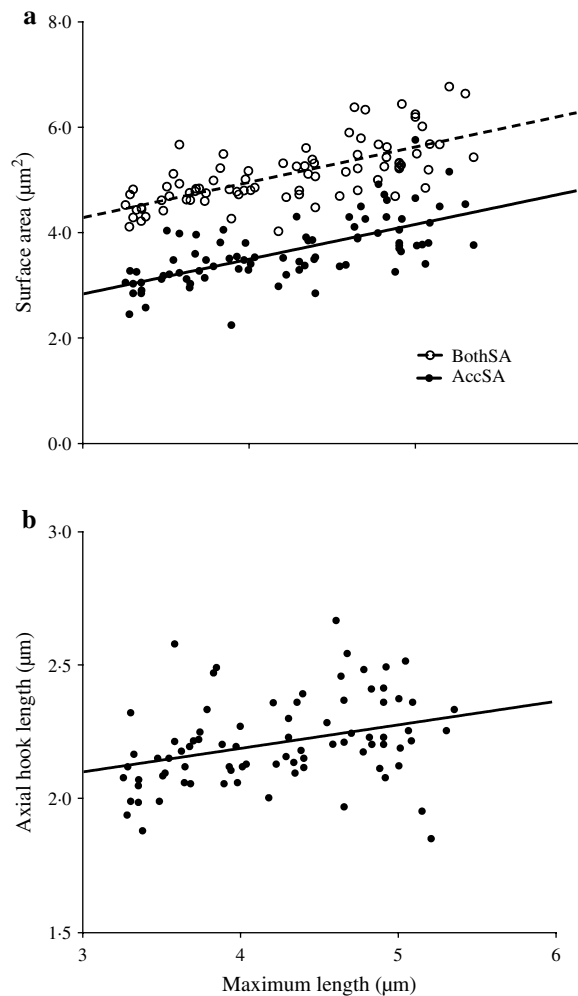 a
Surface area (µm²)
8·0
6·0
4·0
2·0
0·0
BothSA
AccSA
b
Axial hook length (µm)
3·0
2·5
2·0
1·5
3 4 5 6
Maximum length (µm)